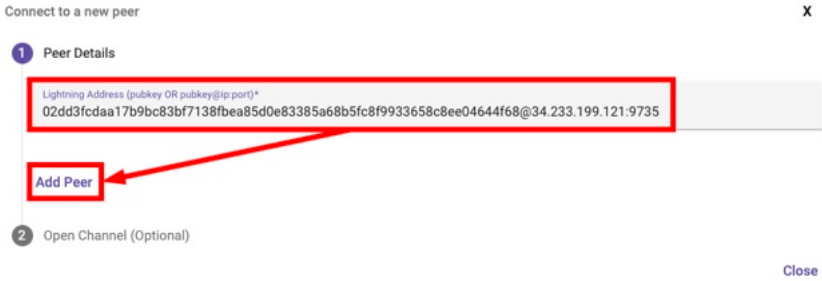 Connect to a new peer
X
1 Peer Details
Lightning Address (pubkey OR pubkey@ip:port)*
02dd3fcdaa17b9bc83bf7138fbea85d0e83385a68b5fc8f9933658c8ee04644f68@34.233.199.121:9735
Add Peer
2 Open Channel (Optional)
Close